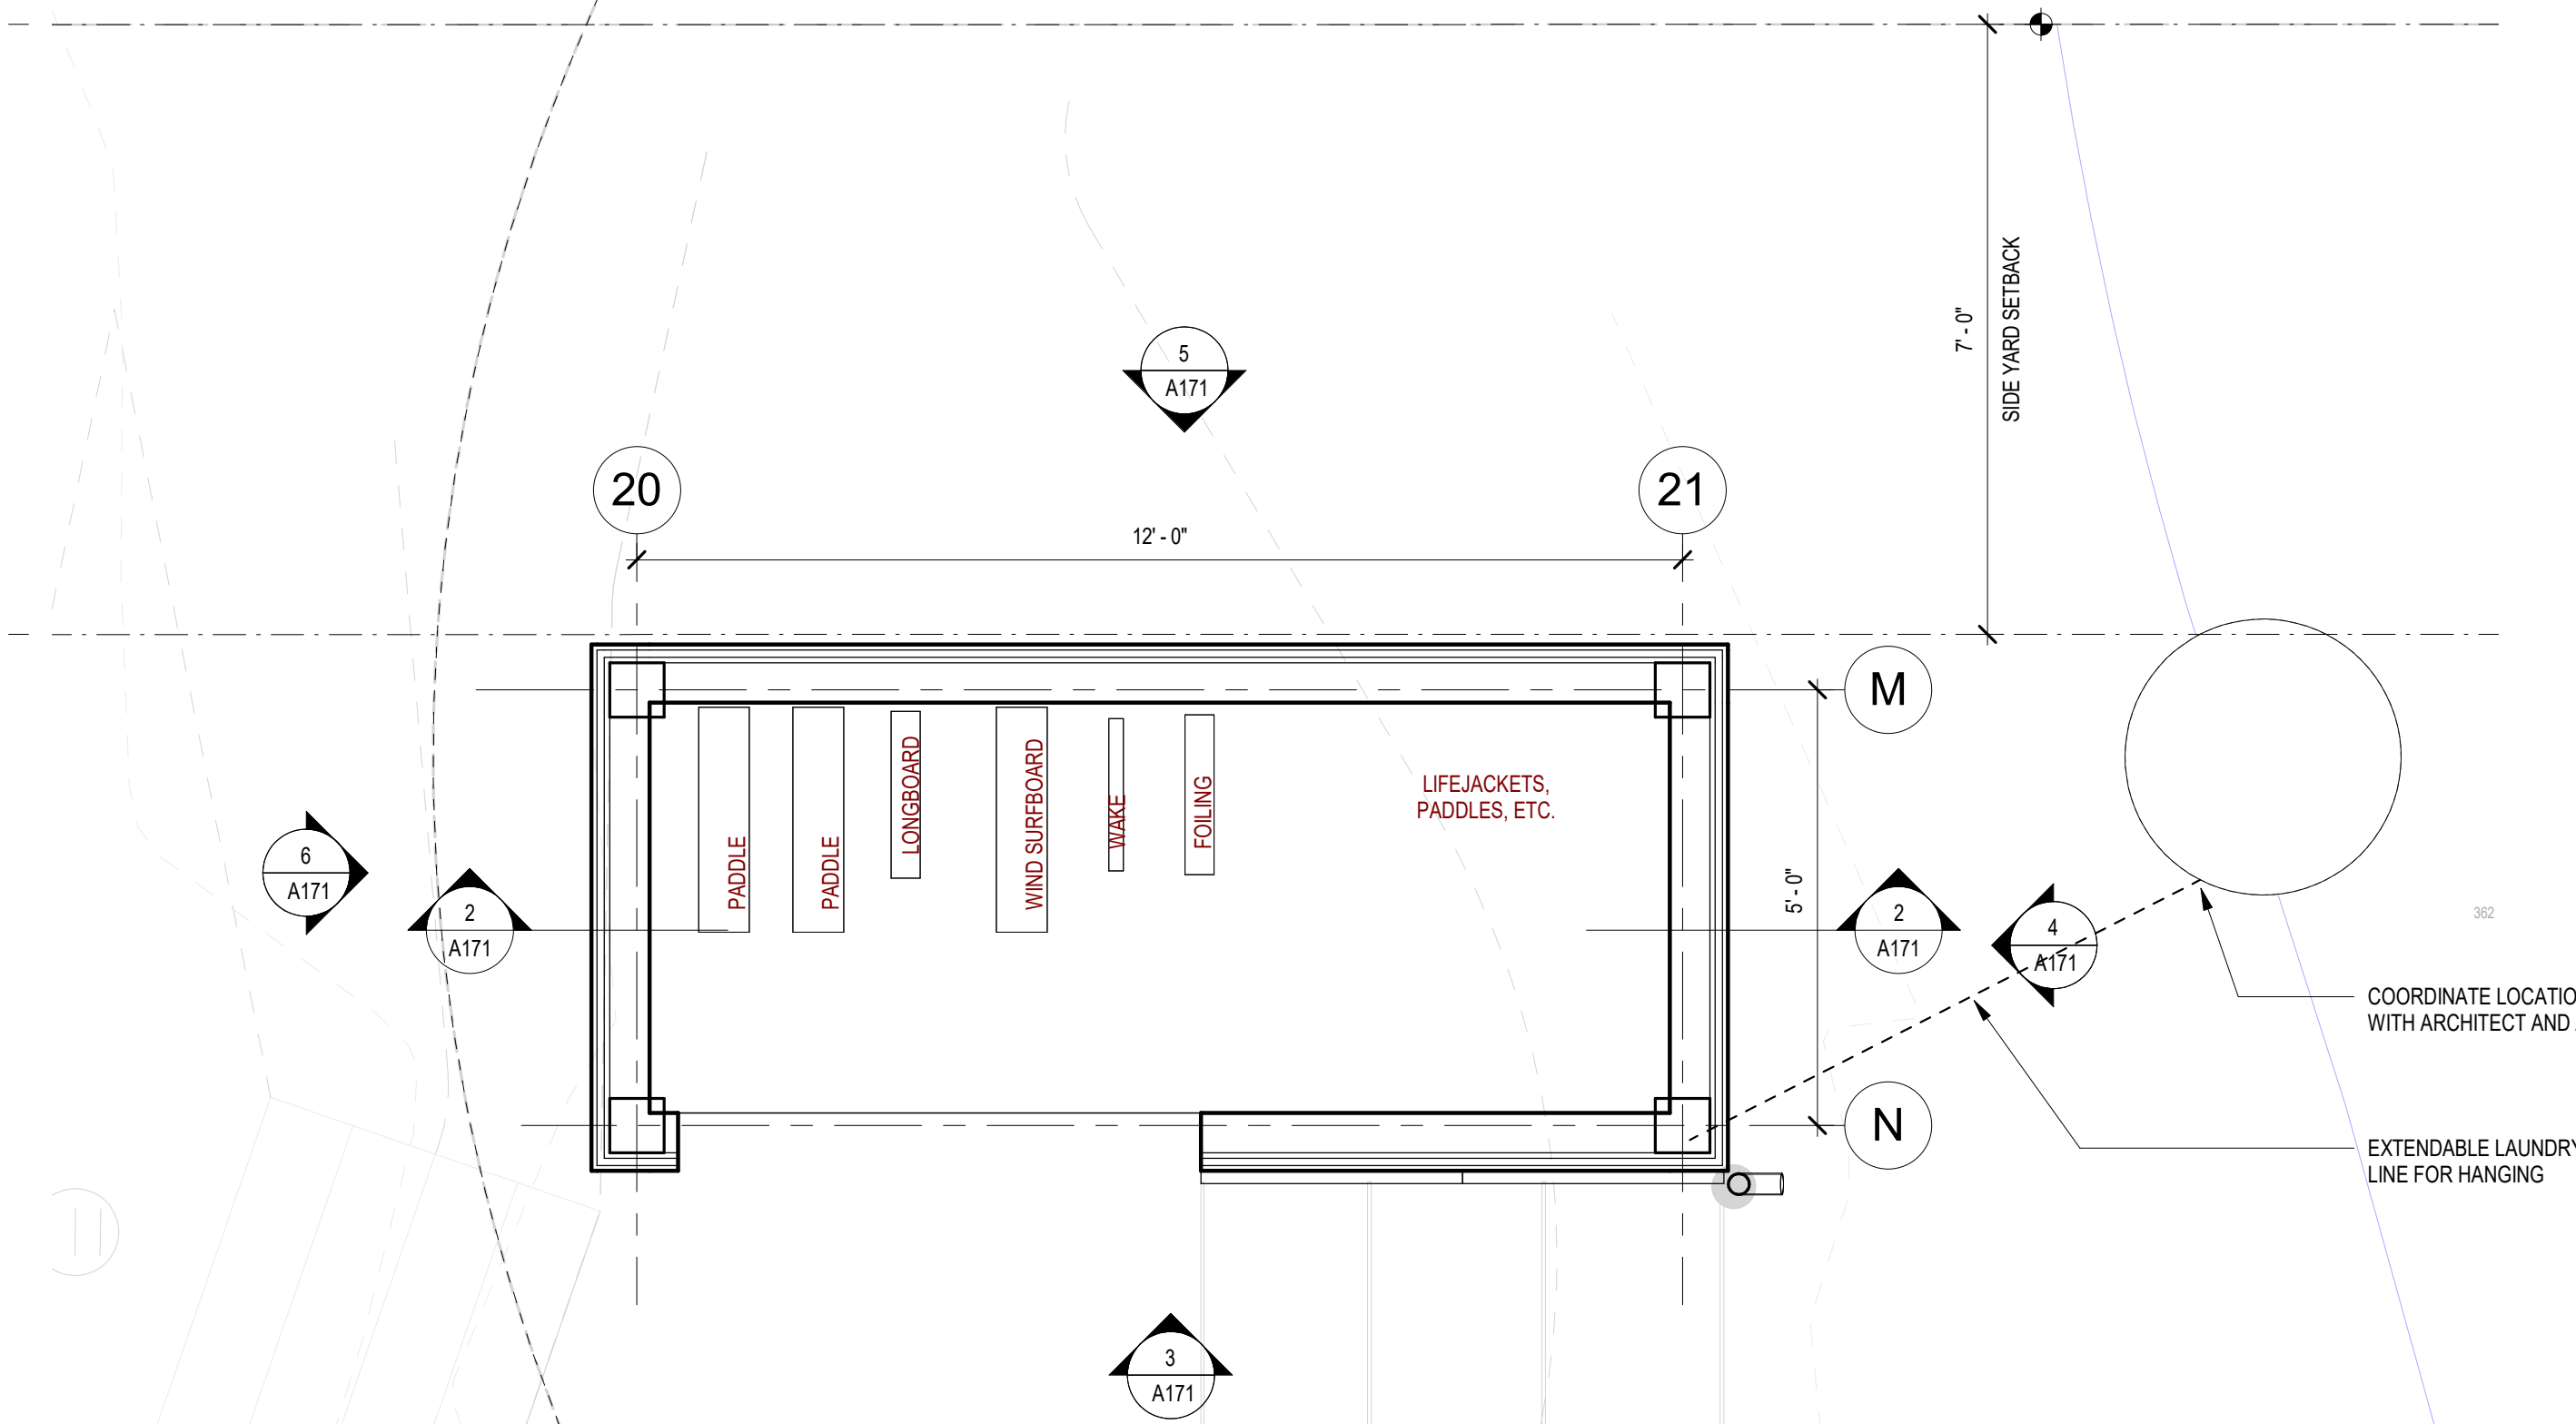 7' - 0"
SIDE YARD SETBACK
5
A171
20
21
12' - 0"
M
PADDLE
PADDLE
LONGBOARD
WIND SURFBOARD
WAKE
FOILING
LIFEJACKETS,
PADDLES, ETC.
6
A171
2
A171
5' - 0"
2
A171
4
A171
362
COORDINATE LOCATIO
WITH ARCHITECT AND
N
EXTENDABLE LAUNDRY
LINE FOR HANGING
3
A171